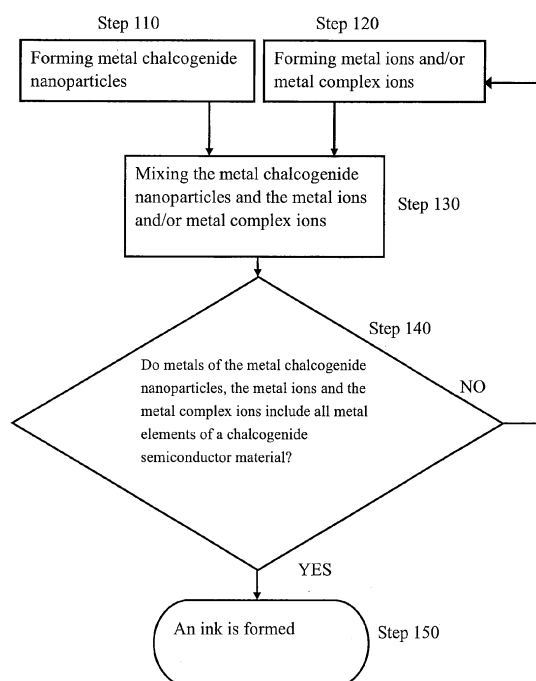 Step 110
Step 120
Forming metal chalcogenide
nanoparticles
Forming metal ions and/or
metal complex ions
Mixing the metal chalcogenide
nanoparticles and the metal ions
and/or metal complex ions
Step 130
Step 140
Do metals of the metal chalcogenide
nanoparticles, the metal ions and the
metal complex ions include all metal
elements of a chalcogenide
semiconductor material?
NO
YES
An ink is formed
Step 150